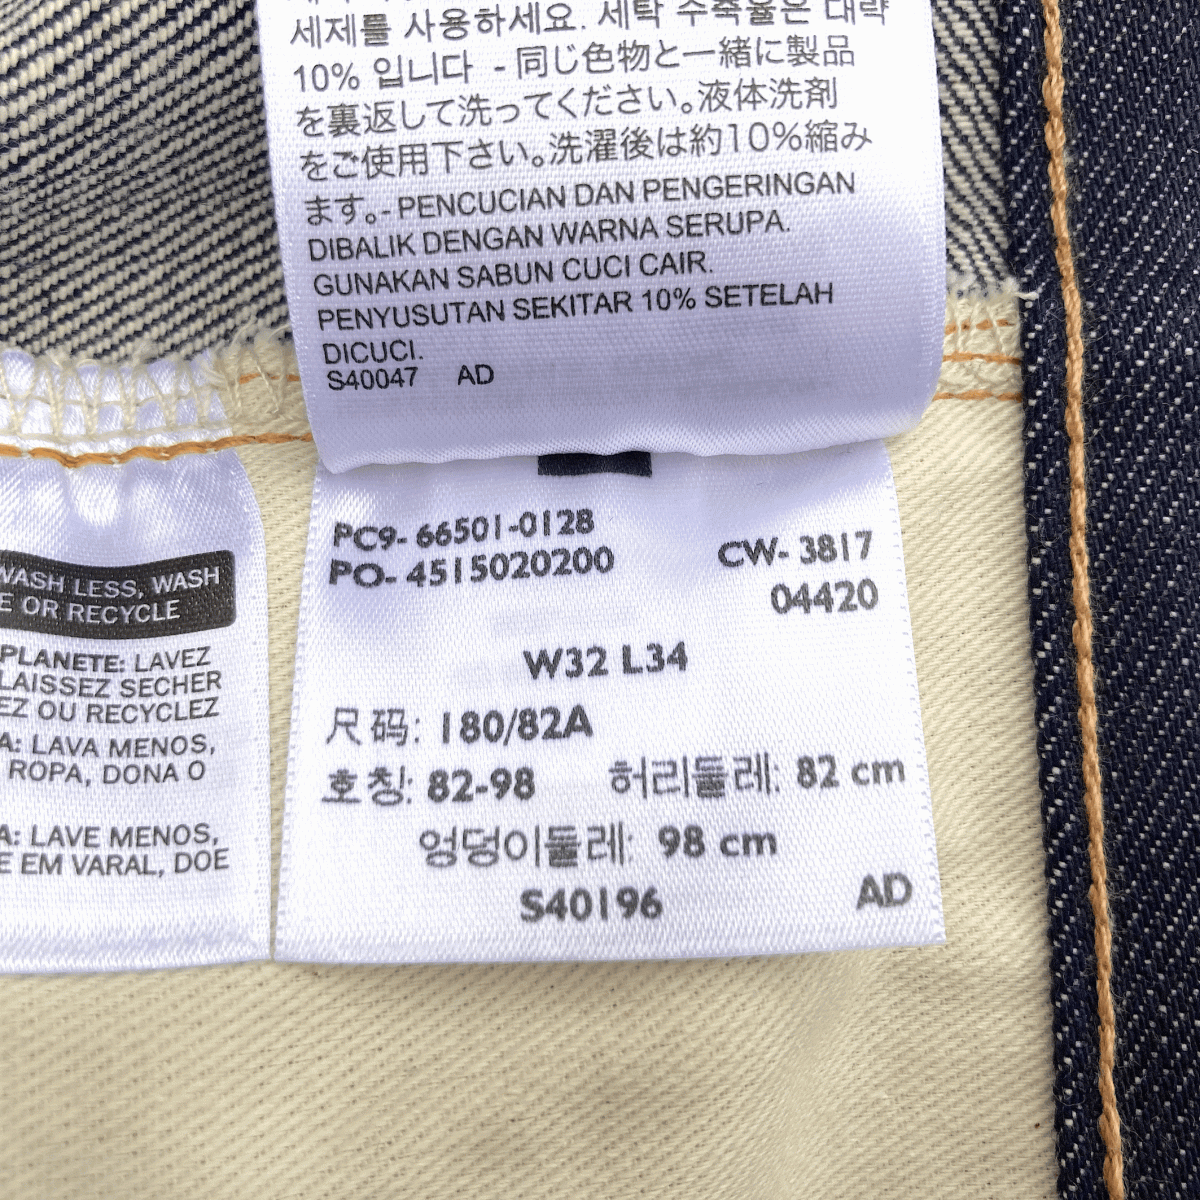 세제를 사용하세요. 세탁 수축율은 대략
10% 입니다 - 同じ色物と一緒に製品
を裏返して洗ってください。液体洗剤
をご使用下さい。洗濯後は約10%縮み
ます。- PENCUCIAN DAN PENGERINGAN
DIBALIK DENGAN WARNA SERUPA.
GUNAKAN SABUN CUCI CAIR.
PENYUSUTAN SEKITAR 10% SETELAH
DICUCI.
S40047 AD
PC9- 66501-0128
PO- 4515020200
CW- 3817
04420
W32 L34
尺码: 180/82A
호칭: 82-98 허리둘레: 82 cm
엉덩이둘레: 98 cm
S40196 AD
WASH LESS, WASH
E OR RECYCLE
PLANETE: LAVEZ
LAISSEZ SECHER
EZ OU RECYCLEZ
A: LAVA MENOS,
ROPA, DONA O
A: LAVE MENOS,
E EM VARAL, DOE